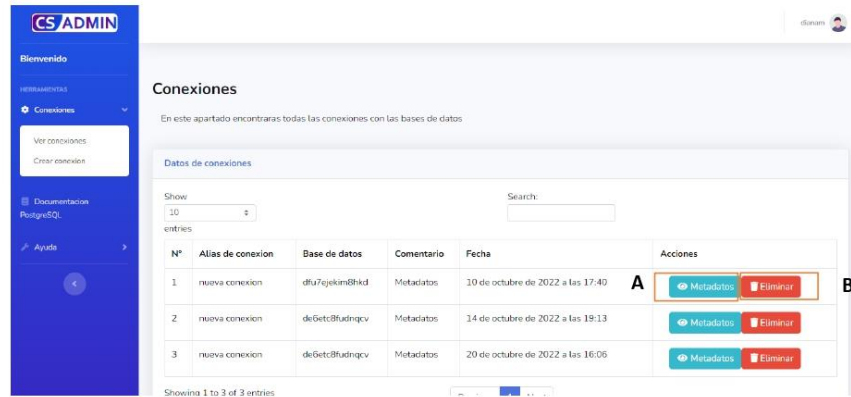 CS ADMIN
dianam
Bienvenido
HERRAMIENTAS
Conexiones
Ver conexiones
Crear conexion
Documentacion
PostgreSQL
Ayuda
Conexiones
En este apartado encontraras todas las conexiones con las bases de datos
Datos de conexiones
Show
10
entries
Search:
N° Alias de conexion Base de datos Comentario Fecha Acciones
1 nueva conexion dfu7ejekim8hkd Metadatos 10 de octubre de 2022 a las 17:40 A Metadatos Eliminar B
2 nueva conexion de6etc8fudnqcv Metadatos 14 de octubre de 2022 a las 19:13 Metadatos Eliminar
3 nueva conexion de6etc8fudnqcv Metadatos 20 de octubre de 2022 a las 16:06 Metadatos Eliminar
Showing 1 to 3 of 3 entries